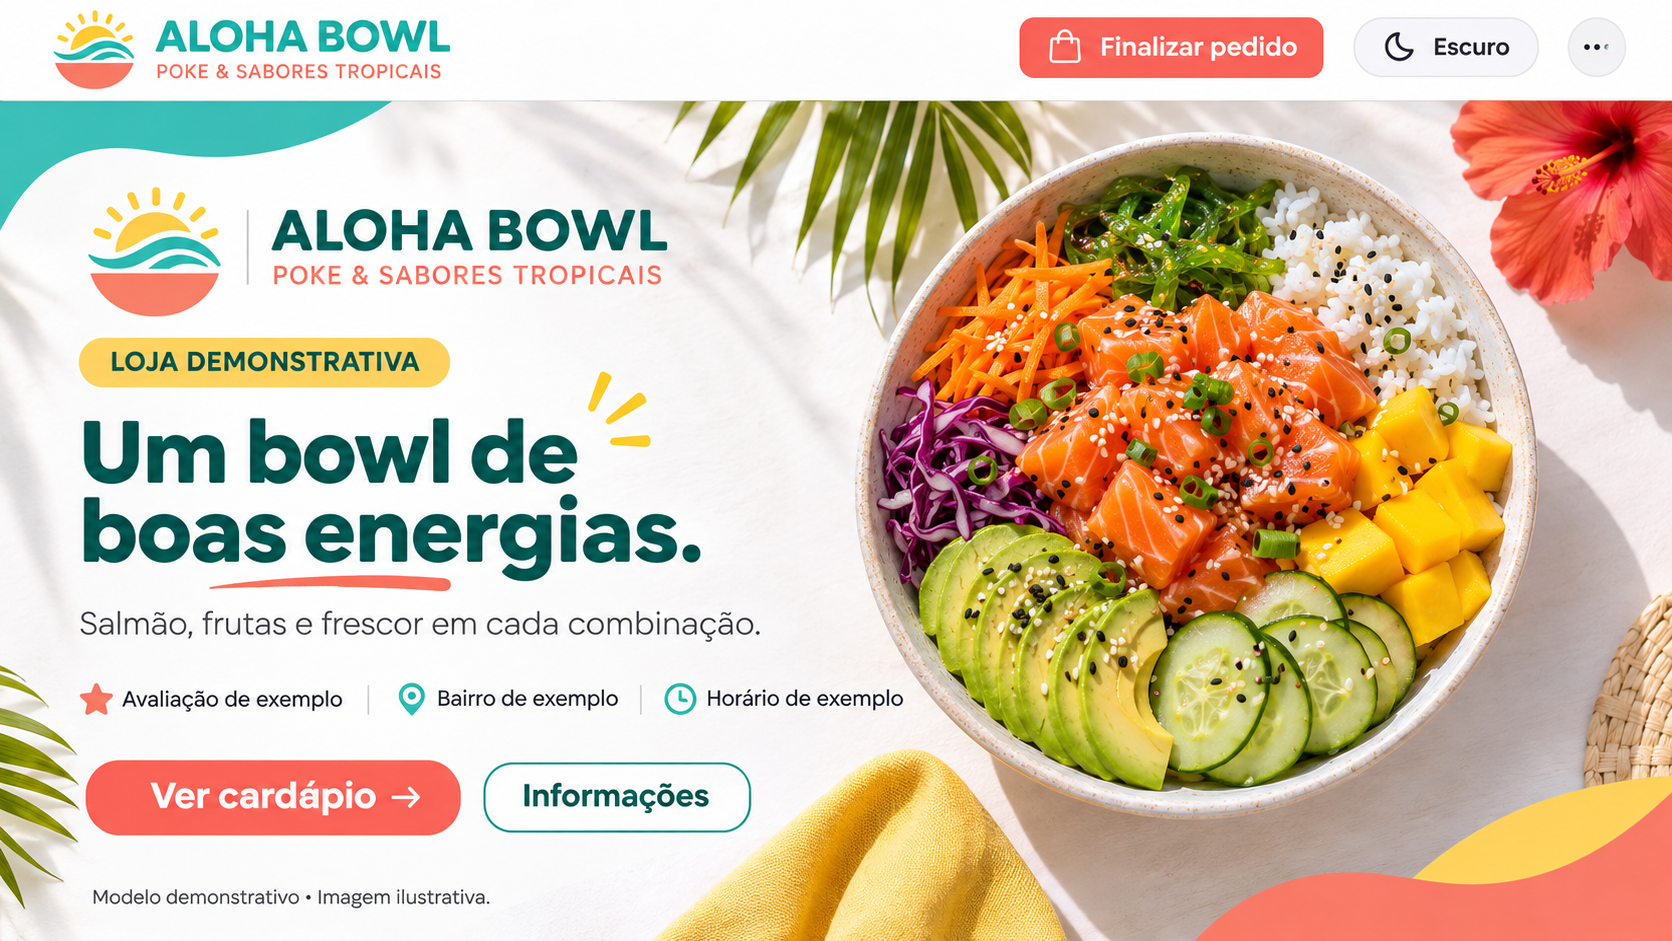 ALOHA BOWL
POKE & SABORES TROPICAIS
Finalizar pedido
Escuro
ALOHA BOWL
POKE & SABORES TROPICAIS
LOJA DEMONSTRATIVA
Um bowl de
boas energias.
Salmão, frutas e frescor em cada combinação.
Avaliação de exemplo
Bairro de exemplo
Horário de exemplo
Ver cardápio →
Informações
Modelo demonstrativo • Imagem ilustrativa.